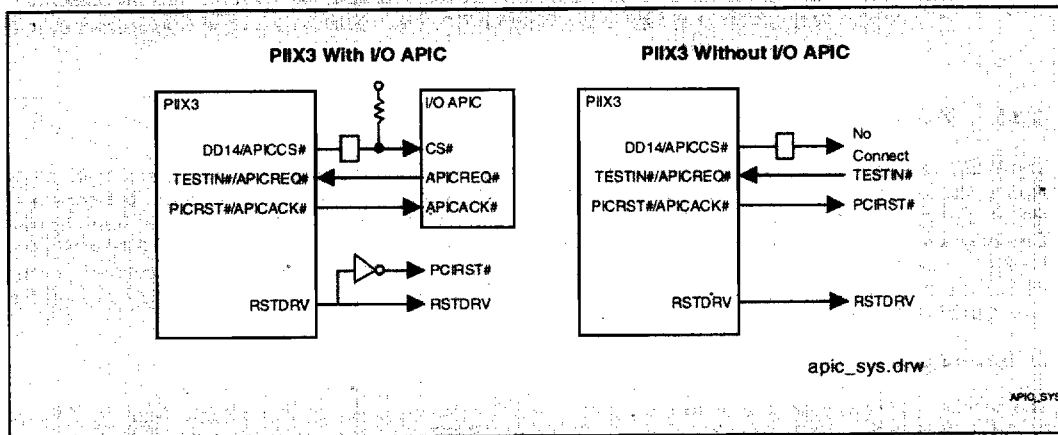 PIIX3 With I/O APIC
PIIX3
DD14/APICCS#
TESTIN#/APICREQ#
PICRST#/APICACK#
RSTDRV
I/O APIC
CS#
APICREQ#
APICACK#
PCIRST#
RSTDRV
PIIX3 Without I/O APIC
PIIX3
DD14/APICCS#
TESTIN#/APICREQ#
PICRST#/APICACK#
RSTDRV
No
Connect
TESTIN#
PCIRST#
RSTDRV
apic_sys.drw
APIC_SYS